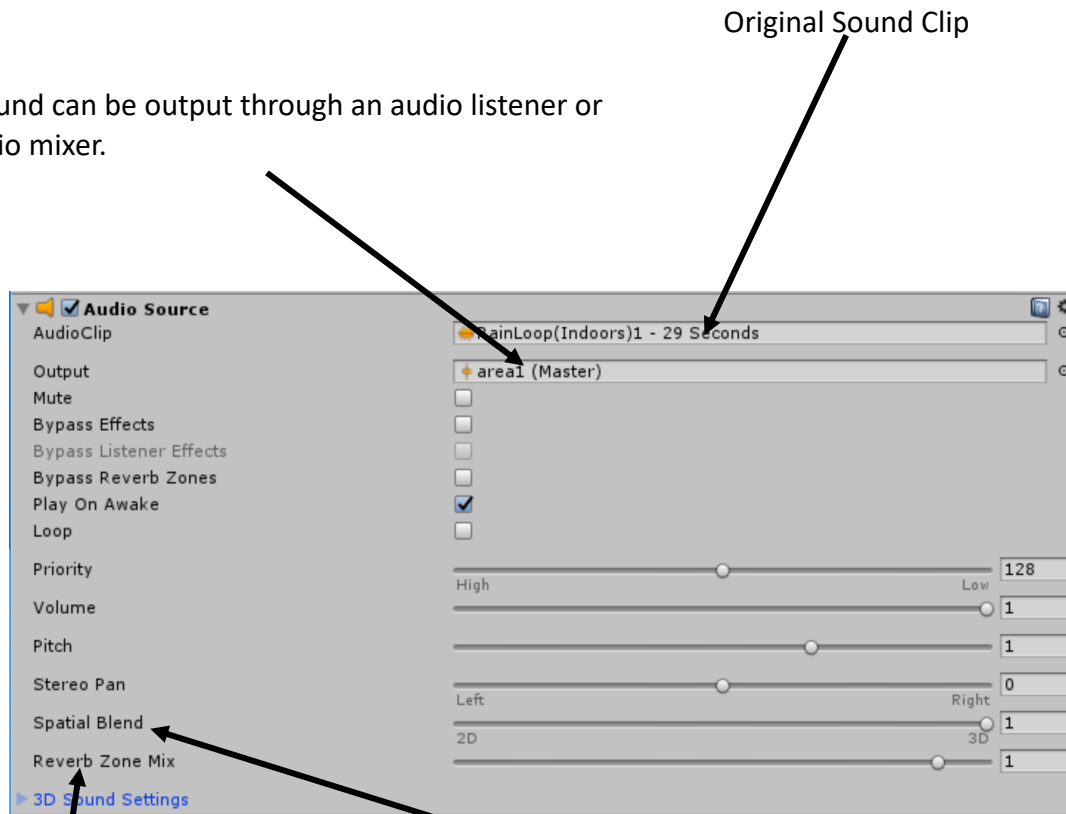 Original Sound Clip
und can be output through an audio listener or
io mixer.
Audio Source
AudioClip RainLoop(Indoors)1 - 29 Seconds
Output area1 (Master)
Mute
Bypass Effects
Bypass Listener Effects
Bypass Reverb Zones
Play On Awake
Loop
Priority 128
High Low
Volume 1
Pitch 1
Stereo Pan 0
Left Right
Spatial Blend 1
2D 3D
Reverb Zone Mix 1
3D Sound Settings